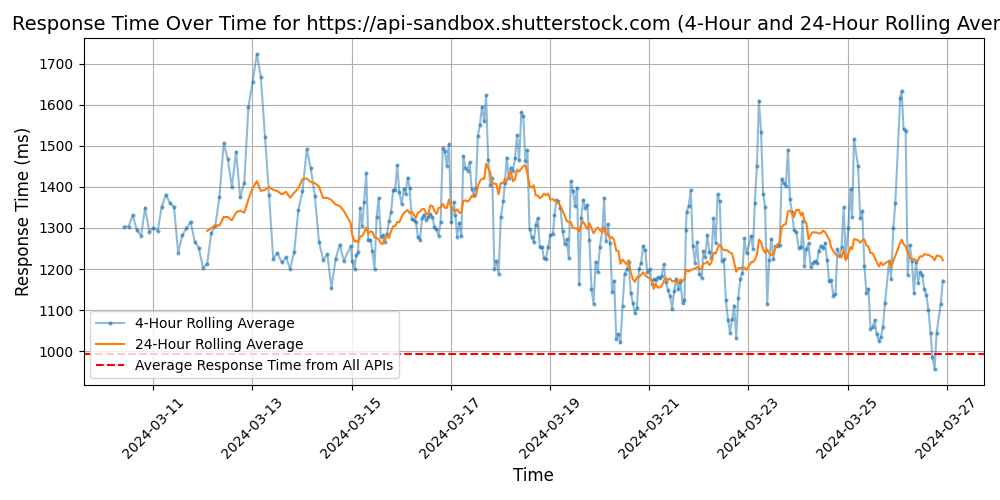 Response Time Over Time for https://api-sandbox.shutterstock.com (4-Hour and 24-Hour Rolling Aver
1700
1600
1500
1400
1300
1200
1100
1000
Response Time (ms)
4-Hour Rolling Average
24-Hour Rolling Average
Average Response Time from All APIs
2024-03-11
2024-03-13
2024-03-15
2024-03-17
2024-03-19
2024-03-21
2024-03-23
2024-03-25
2024-03-27
Time